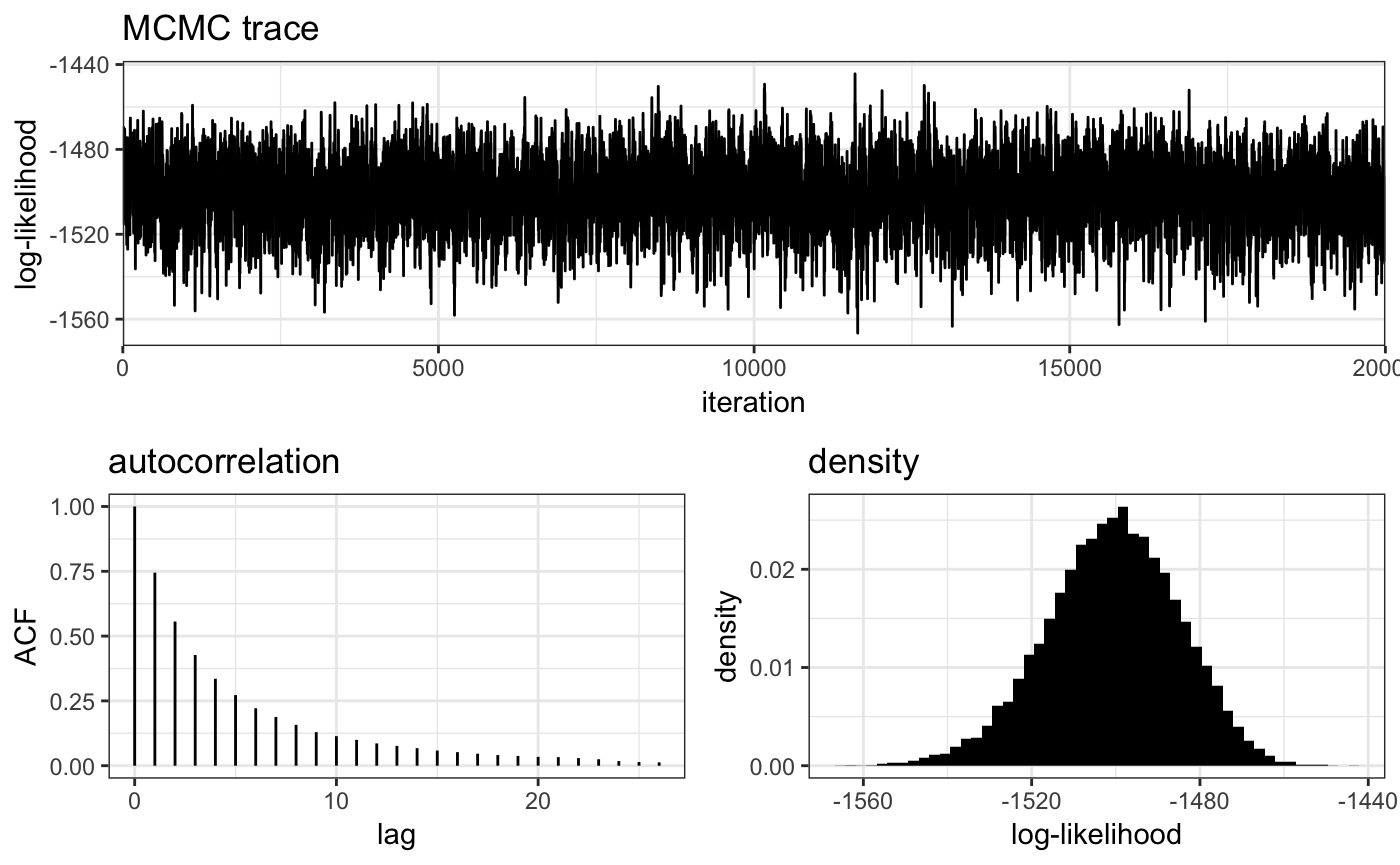 MCMC trace
-1440
-1480
-1520
-1560
log-likelihood
0 5000 10000 15000 2000
iteration
autocorrelation
1.00
0.75
0.50
0.25
0.00
ACF
0 10 20
lag
density
0.02
0.01
0.00
density
-1560 -1520 -1480 -1440
log-likelihood